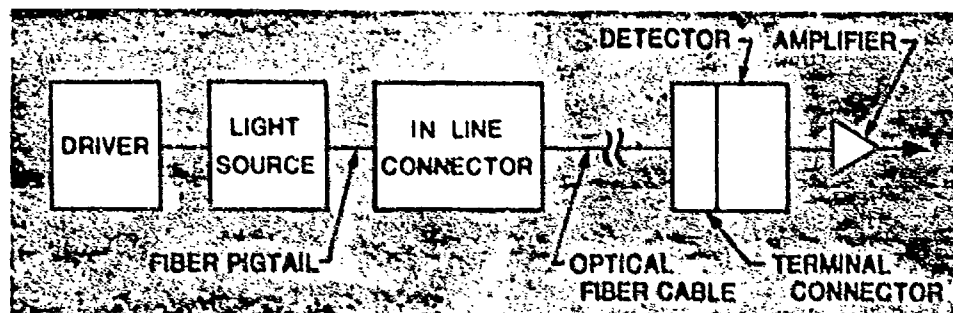 DETECTOR
AMPLIFIER
DRIVER
LIGHT
SOURCE
IN LINE
CONNECTOR
FIBER PIGTAIL
OPTICAL
FIBER CABLE
TERMINAL
CONNECTOR